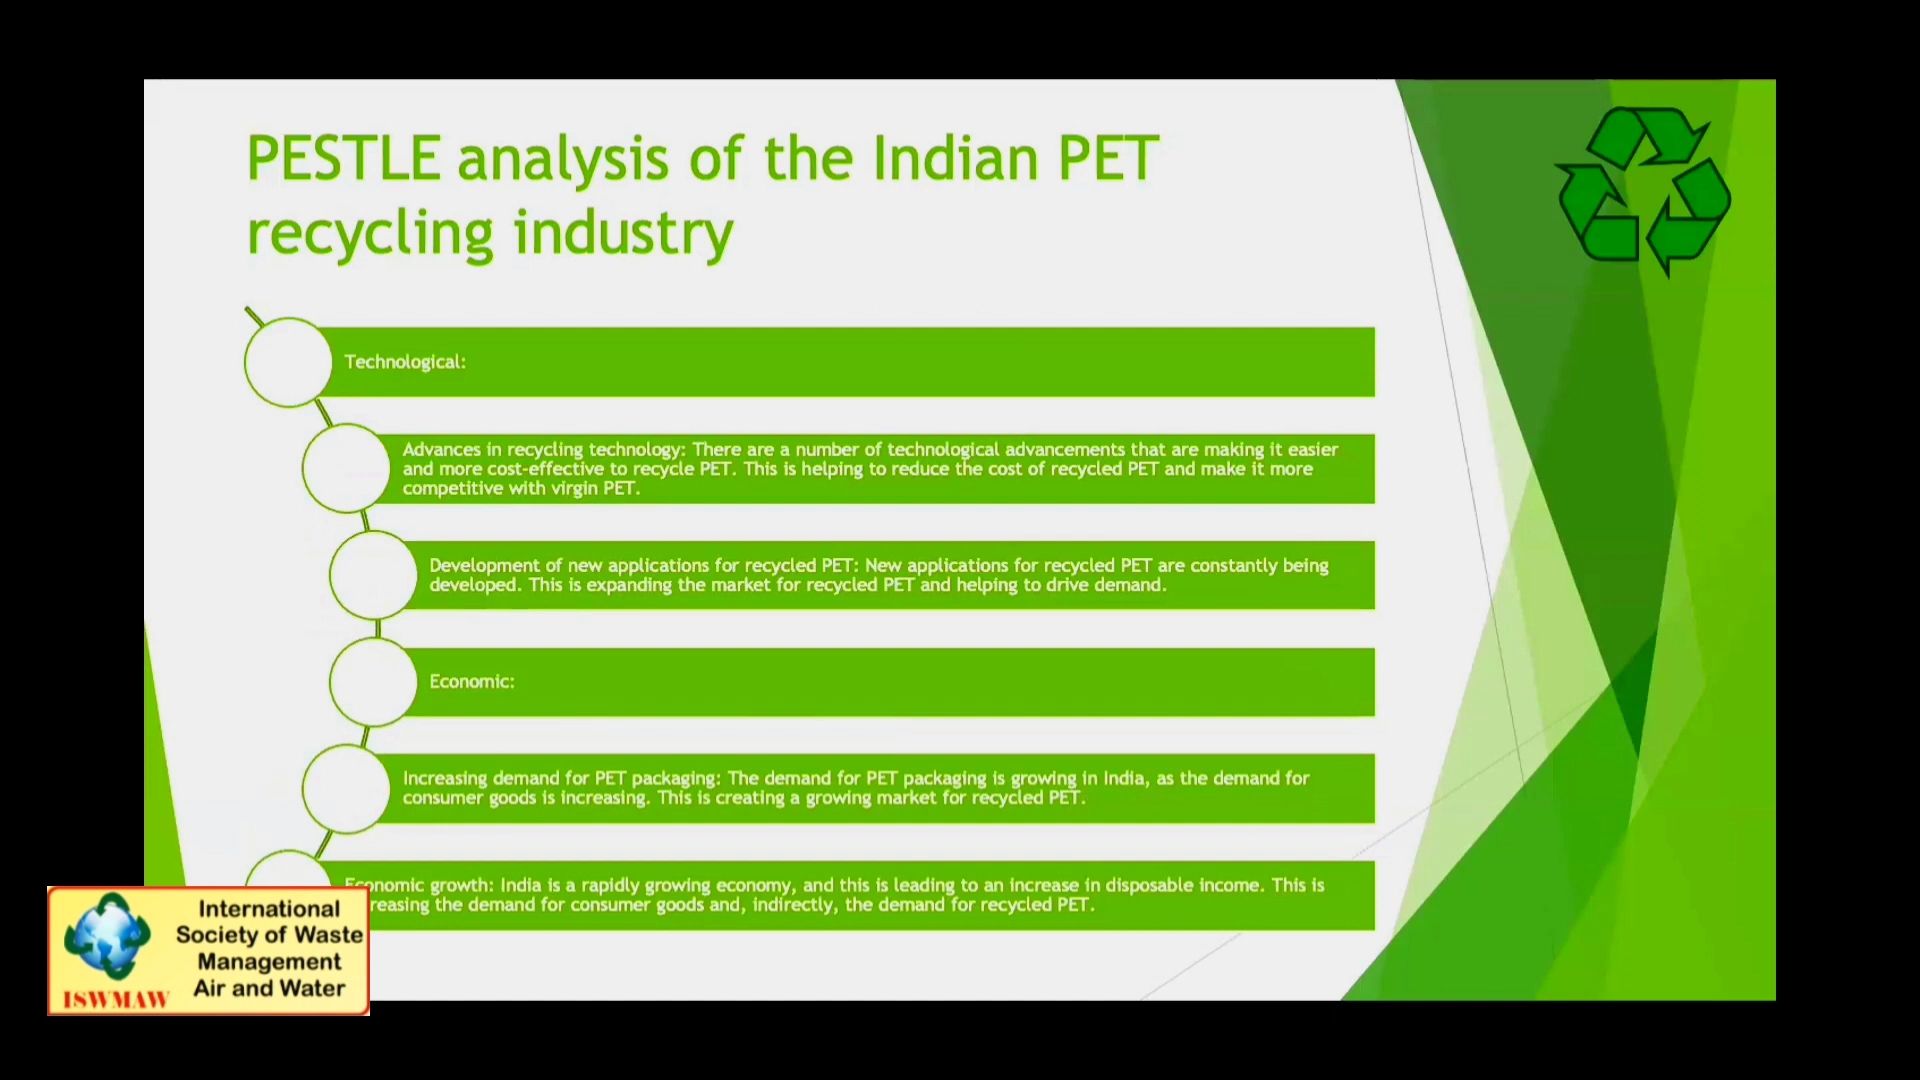 PESTLE analysis of the Indian PET
recycling industry
Technological:
Advances in recycling technology: There are a number of technological advancements that are making it easier
and more cost-effective to recycle PET. This is helping to reduce the cost of recycled PET and make it more
competitive with virgin PET.
Development of new applications for recycled PET: New applications for recycled PET are constantly being
developed. This is expanding the market for recycled PET and helping to drive demand.
Economic:
Increasing demand for PET packaging: The demand for PET packaging is growing in India, as the demand for
consumer goods is increasing. This is creating a growing market for recycled PET.
Economic growth: India is a rapidly growing economy, and this is leading to an increase in disposable income. This is
reasing the demand for consumer goods and, indirectly, the demand for recycled PET.
International
Society of Waste
Management
Air and Water
ISWMAW